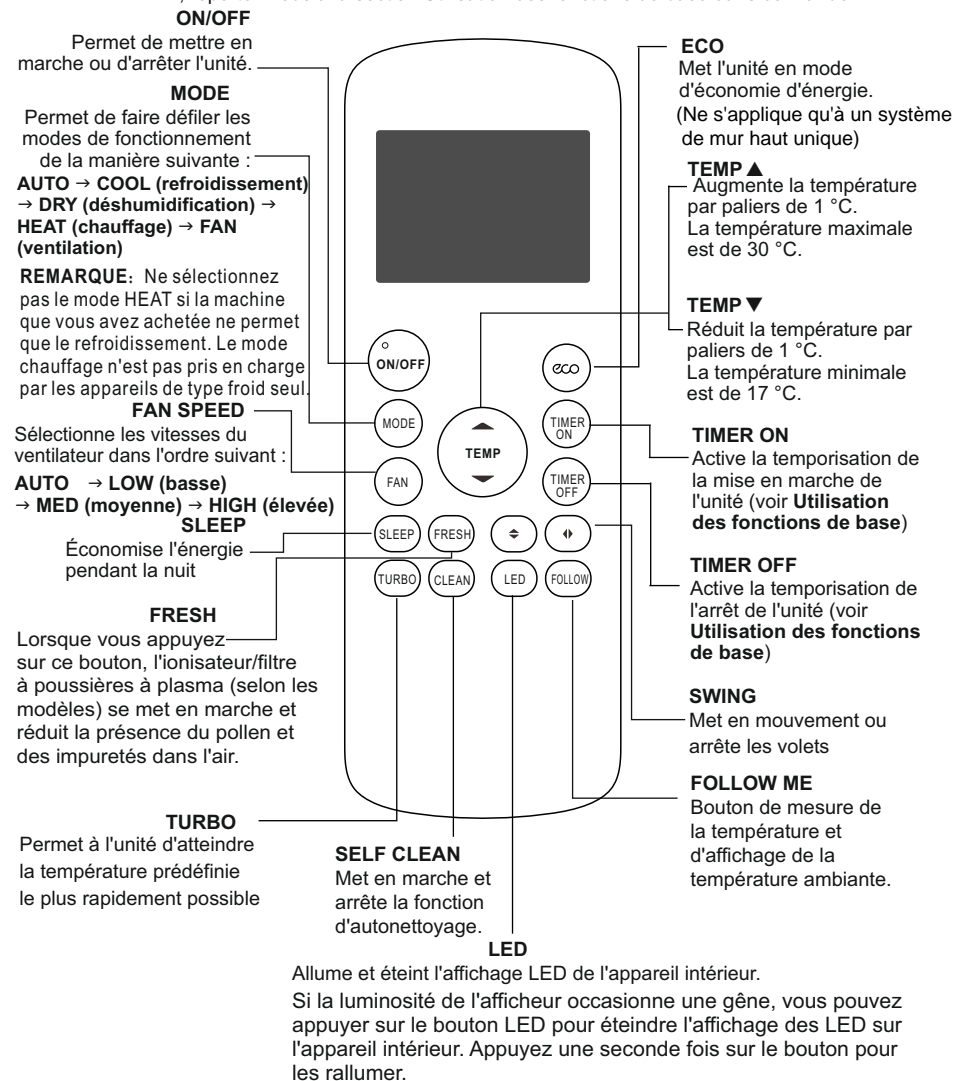 ON/OFF
Permet de mettre en
marche ou d'arrêter l'unité.
MODE
Permet de faire défiler les
modes de fonctionnement
de la manière suivante :
AUTO → COOL (refroidissement)
→ DRY (déshumidification) →
HEAT (chauffage) → FAN
(ventilation)
REMARQUE: Ne sélectionnez
pas le mode HEAT si la machine
que vous avez achetée ne permet
que le refroidissement. Le mode
chauffage n'est pas pris en charge
par les appareils de type froid seul.
FAN SPEED
Sélectionne les vitesses du
ventilateur dans l'ordre suivant :
AUTO → LOW (basse)
→ MED (moyenne) → HIGH (élevée)
SLEEP
Économise l'énergie
pendant la nuit
FRESH
Lorsque vous appuyez
sur ce bouton, l'ionisateur/filtre
à poussières à plasma (selon les
modèles) se met en marche et
réduit la présence du pollen et
des impuretés dans l'air.
TURBO
Permet à l'unité d'atteindre
la température prédéfinie
le plus rapidement possible
ON/OFF
eco
MODE
TEMP
TIMER
ON
FAN
TIMER
OFF
SLEEP
FRESH
TURBO
CLEAN
LED
FOLLOW
ECO
Met l'unité en mode
d'économie d'énergie.
(Ne s'applique qu'à un système
de mur haut unique)
TEMP ▲
Augmente la température
par paliers de 1 °C.
La température maximale
est de 30 °C.
TEMP ▼
Réduit la température par
paliers de 1 °C.
La température minimale
est de 17 °C.
TIMER ON
Active la temporisation de
la mise en marche de
l'unité (voir Utilisation
des fonctions de base)
TIMER OFF
Active la temporisation de
l'arrêt de l'unité (voir
Utilisation des fonctions
de base)
SWING
Met en mouvement ou
arrête les volets
FOLLOW ME
Bouton de mesure de
la température et
d'affichage de la
température ambiante.
SELF CLEAN
Met en marche et
arrête la fonction
d'autonettoyage.
LED
Allume et éteint l'affichage LED de l'appareil intérieur.
Si la luminosité de l'afficheur occasionne une gêne, vous pouvez
appuyer sur le bouton LED pour éteindre l'affichage des LED sur
l'appareil intérieur. Appuyez une seconde fois sur le bouton pour
les rallumer.